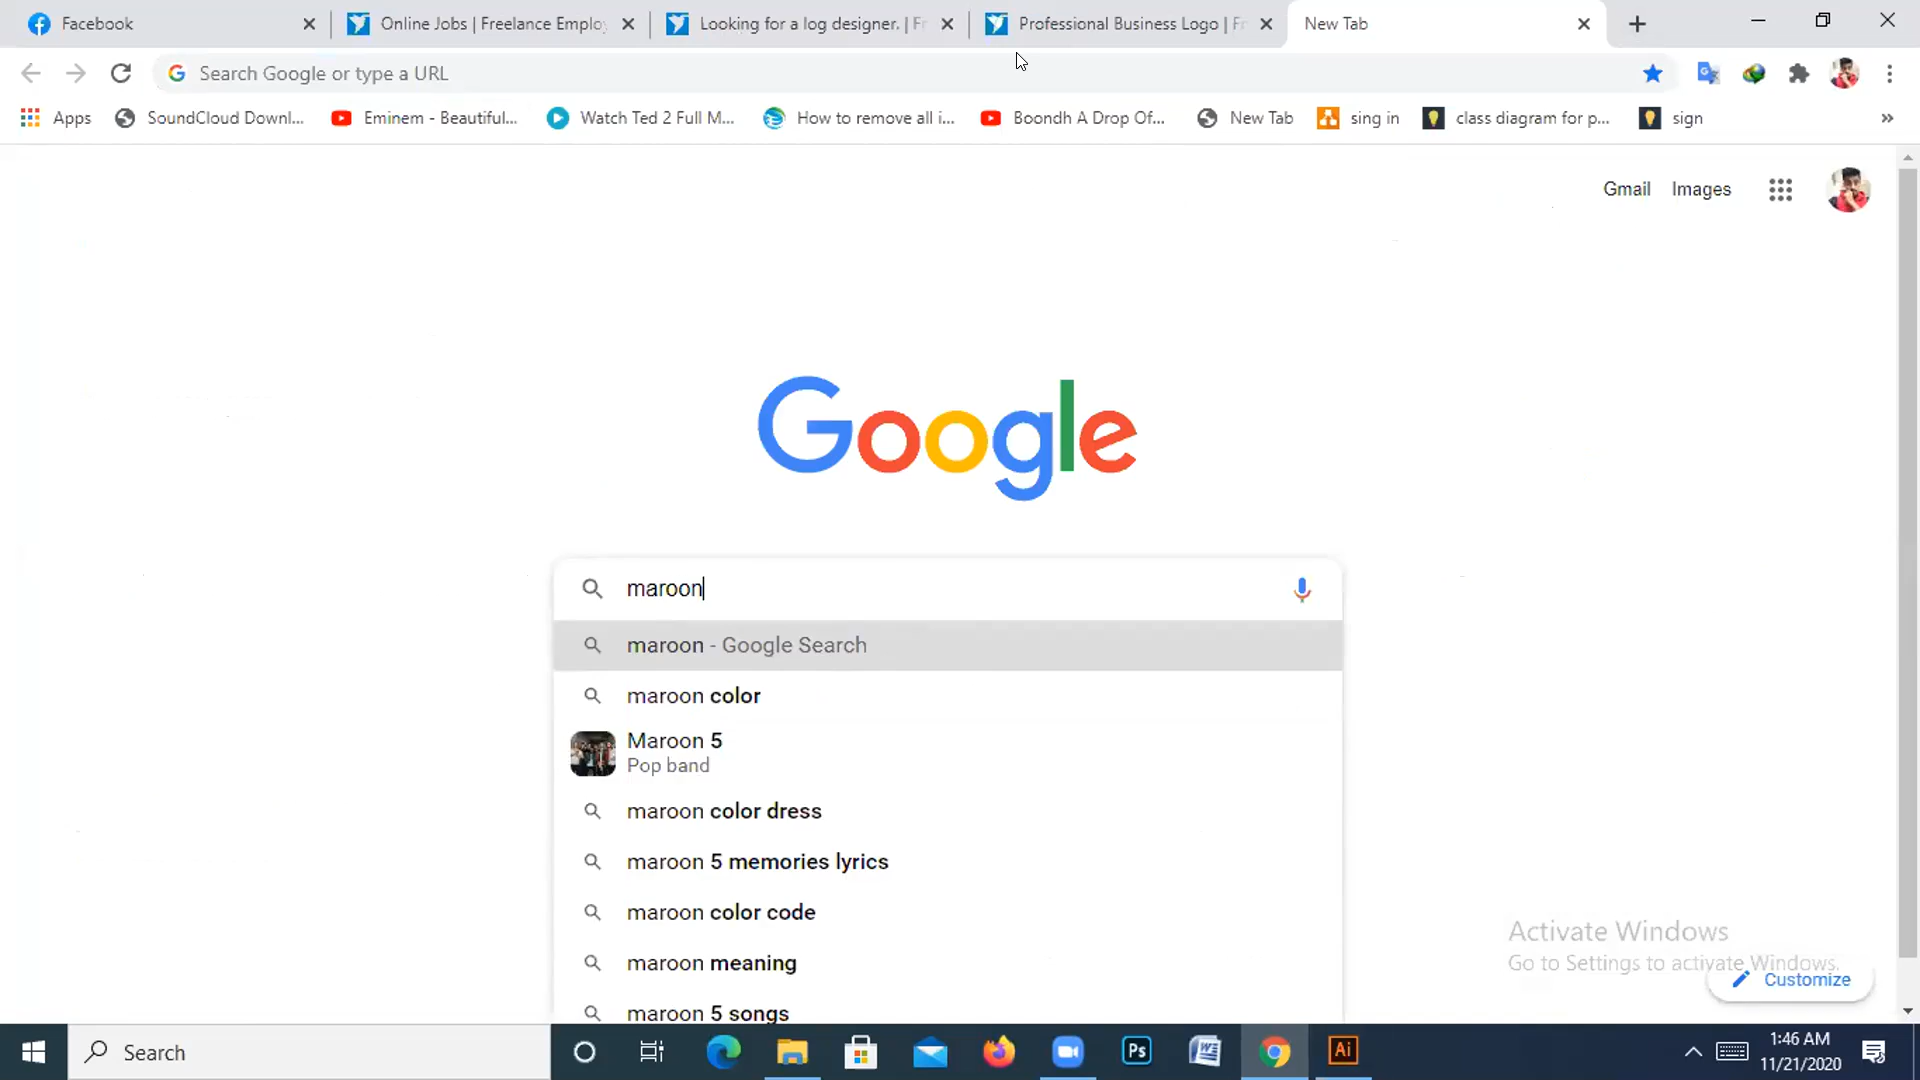 Facebook
Online Jobs | Freelance Emplo
Looking for a log designer. | Fr
Professional Business Logo | Fr
New Tab
Search Google or type a URL
Apps
SoundCloud Downl...
Eminem - Beautiful...
Watch Ted 2 Full M...
How to remove all i...
Boondh A Drop Of...
New Tab
sing in
class diagram for p...
sign
»
Gmail
Images
Google
maroon
maroon - Google Search
maroon color
Maroon 5
Pop band
maroon color dress
maroon 5 memories lyrics
maroon color code
maroon meaning
maroon 5 songs
Activate Windows
Go to Settings to activate Windows.
Customize
Search
Ps
Ai
1:46 AM
11/21/2020